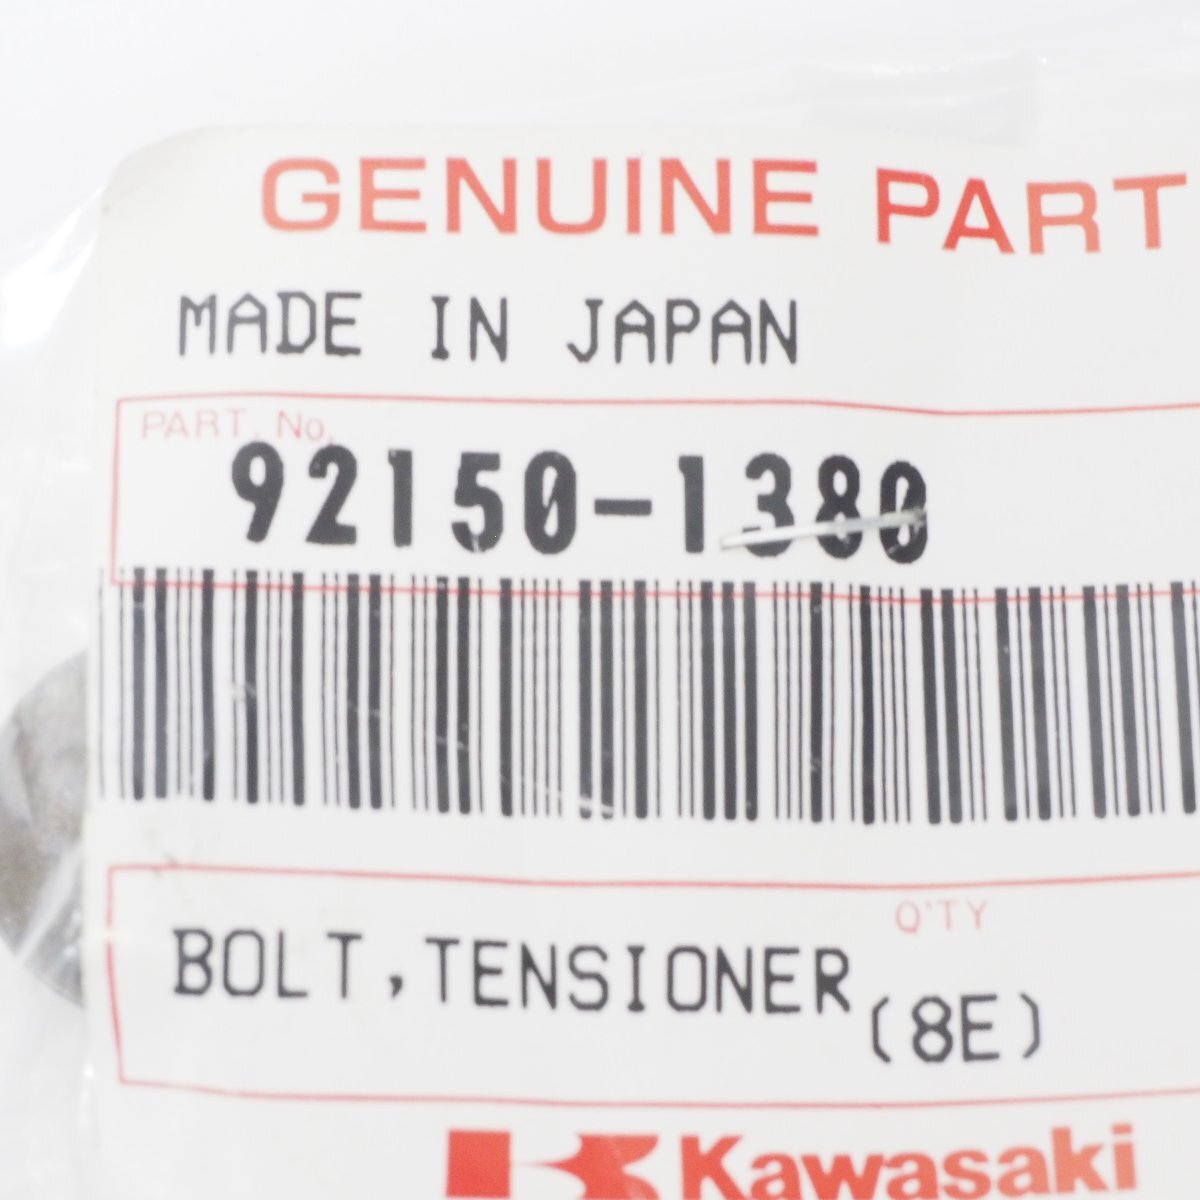 GENUINE PART
MADE IN JAPAN
PART. No.
92150-1380
Q'TY
BOLT,TENSIONER
(8E)
Kawasaki